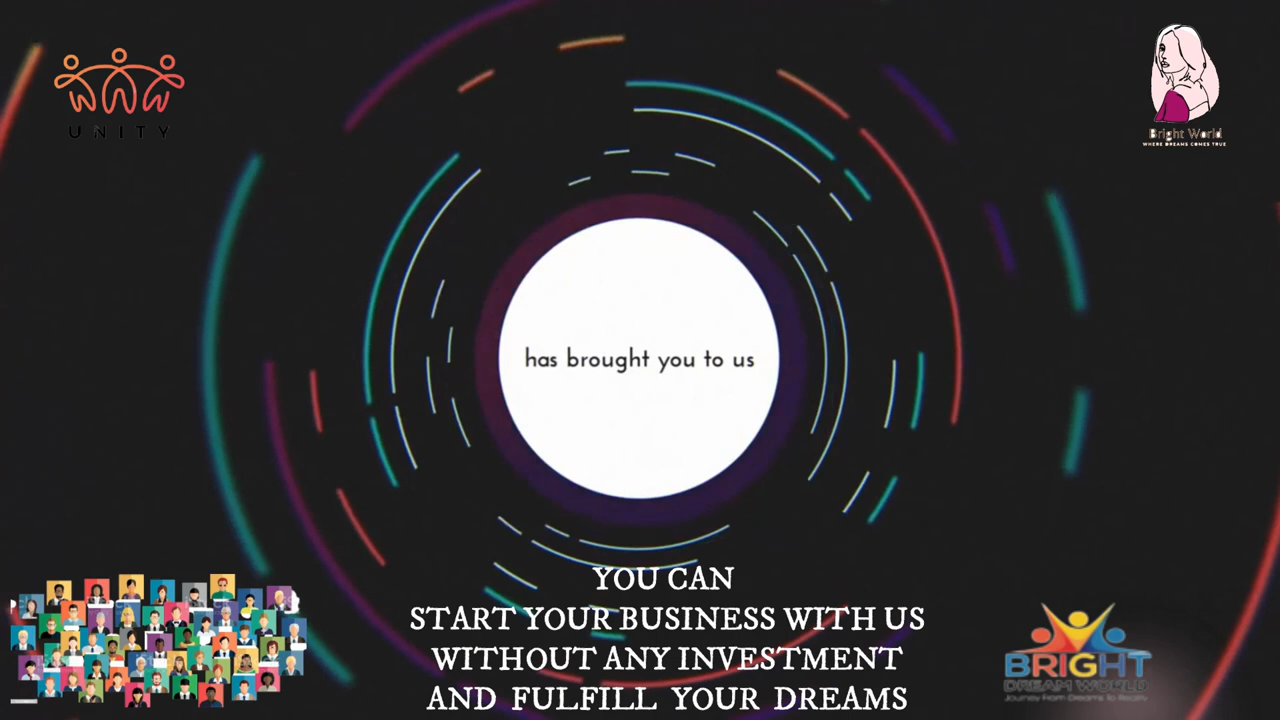 UNITY
Bright World
WHERE DREAMS COMES TRUE
has brought you to us
YOU CAN
START YOUR BUSINESS WITH US
WITHOUT ANY INVESTMENT
AND FULFILL YOUR DREAMS
BRIGHT
DREAM WORLD
Journey From Dreams To Reality